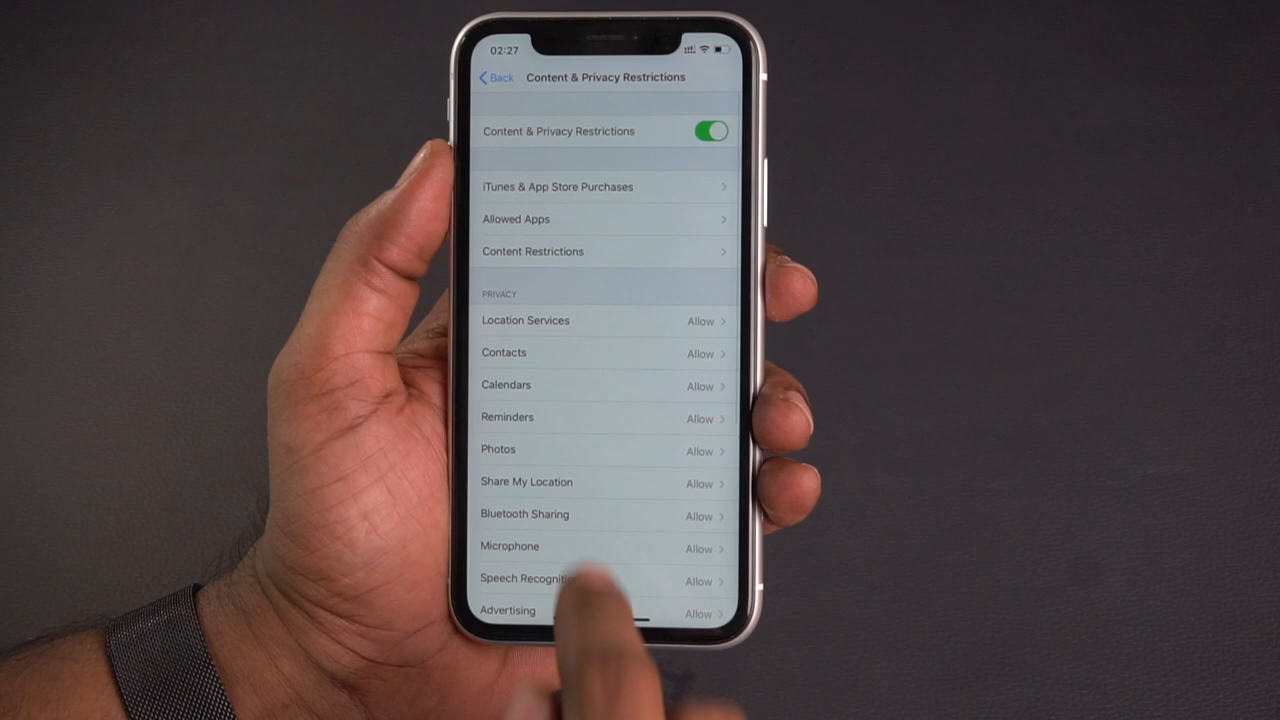 02:27
Back Content & Privacy Restrictions
Content & Privacy Restrictions
iTunes & App Store Purchases
Allowed Apps
Content Restrictions
PRIVACY
Location Services Allow
Contacts Allow
Calendars Allow
Reminders Allow
Photos Allow
Share My Location Allow
Bluetooth Sharing Allow
Microphone Allow
Speech Allow
Advertising Allow